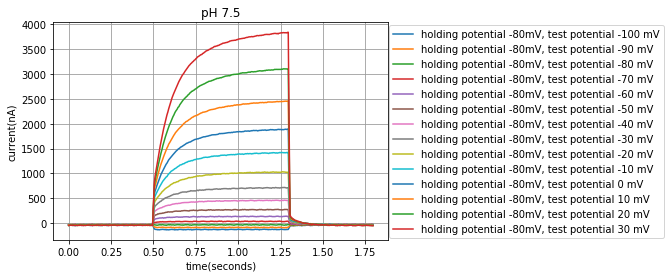 pH 7.5
current(nA)
4000
3500
3000
2500
2000
1500
1000
500
0
0.00 0.25 0.50 0.75 1.00 1.25 1.50 1.75
time(seconds)
holding potential -80mV, test potential -100 mV
holding potential -80mV, test potential -90 mV
holding potential -80mV, test potential -80 mV
holding potential -80mV, test potential -70 mV
holding potential -80mV, test potential -60 mV
holding potential -80mV, test potential -50 mV
holding potential -80mV, test potential -40 mV
holding potential -80mV, test potential -30 mV
holding potential -80mV, test potential -20 mV
holding potential -80mV, test potential -10 mV
holding potential -80mV, test potential 0 mV
holding potential -80mV, test potential 10 mV
holding potential -80mV, test potential 20 mV
holding potential -80mV, test potential 30 mV